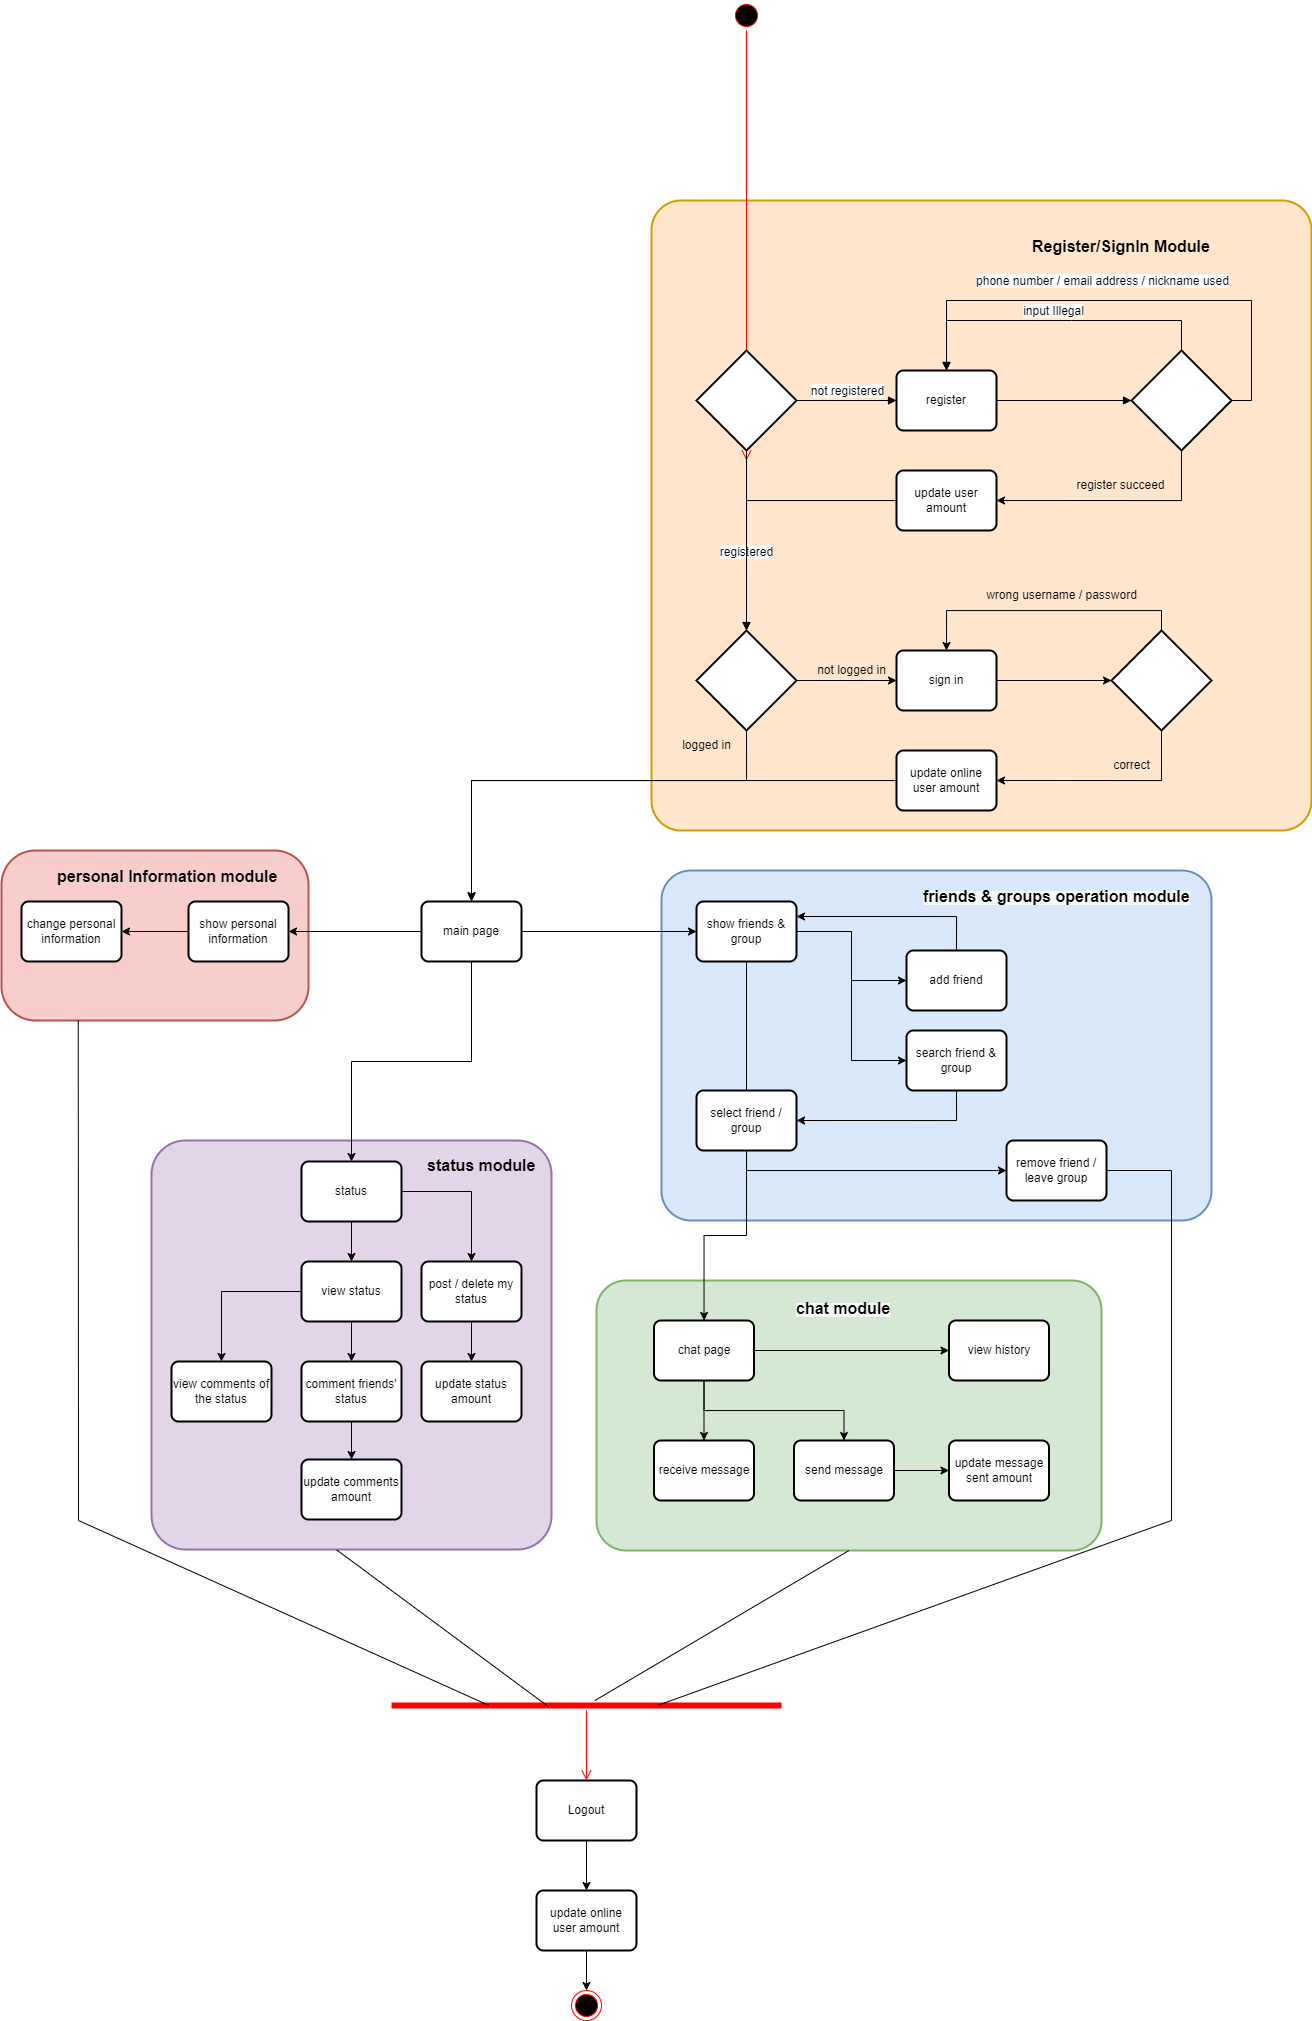 Register/SignIn Module
phone number / email address / nickname used
input Illegal
not registered
register
register succeed
update user
amount
registered
wrong username / password
not logged in
sign in
logged in
correct
update online
user amount
personal Information module
change personal
information
show personal
information
main page
friends & groups operation module
show friends &
group
add friend
search friend &
group
select friend /
group
remove friend /
leave group
status module
status
view status
post / delete my
status
view comments of
the status
comment friends'
status
update status
amount
update comments
amount
chat module
chat page
view history
receive message
send message
update message
sent amount
Logout
update online
user amount